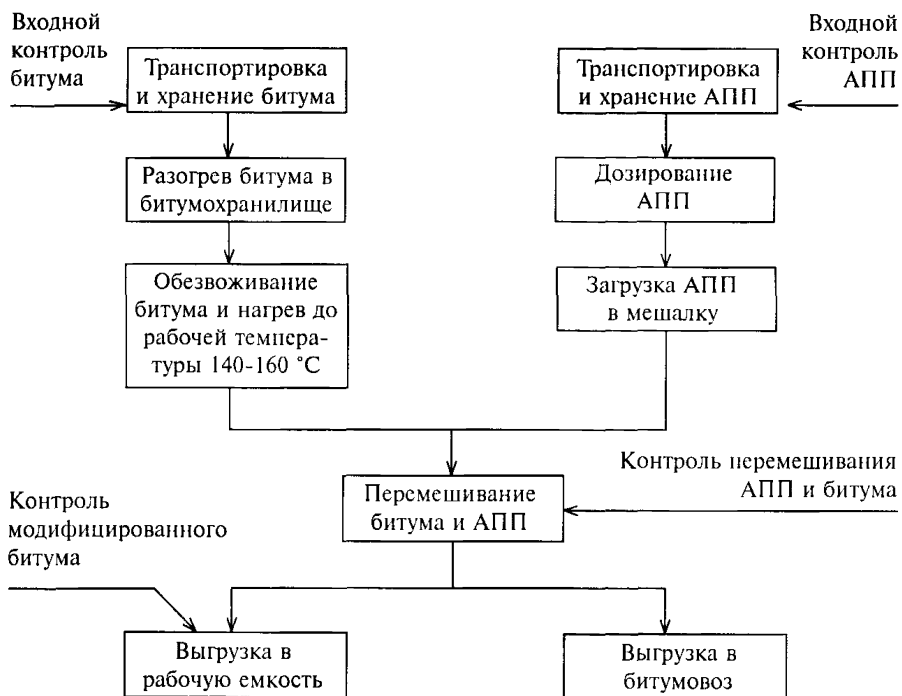 Входной
контроль
битума
Транспортировка
и хранение битума
Транспортировка
и хранение АПП
Входной
контроль
АПП
Разогрев битума в
битумохранилище
Дозирование
АПП
Обезвоживание
битума и нагрев до
рабочей темпера-
туры 140-160 °С
Загрузка АПП
в мешалку
Перемешивание
битума и АПП
Контроль перемешивания
АПП и битума
Контроль
модифицированного
битума
Выгрузка в
рабочую емкость
Выгрузка в
битумовоз